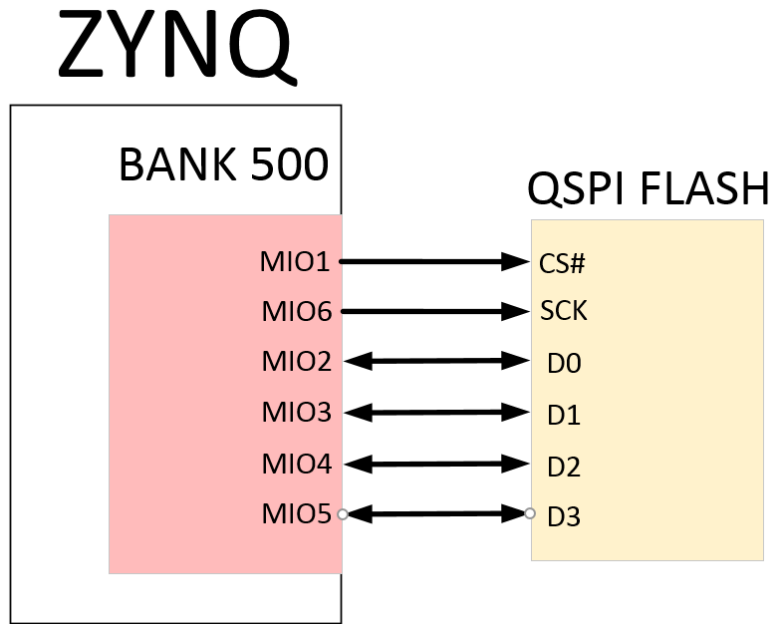 ZYNQ
BANK 500
QSPI FLASH
MIO1
CS#
MIO6
SCK
MIO2
D0
MIO3
D1
MIO4
D2
MIO5
D3